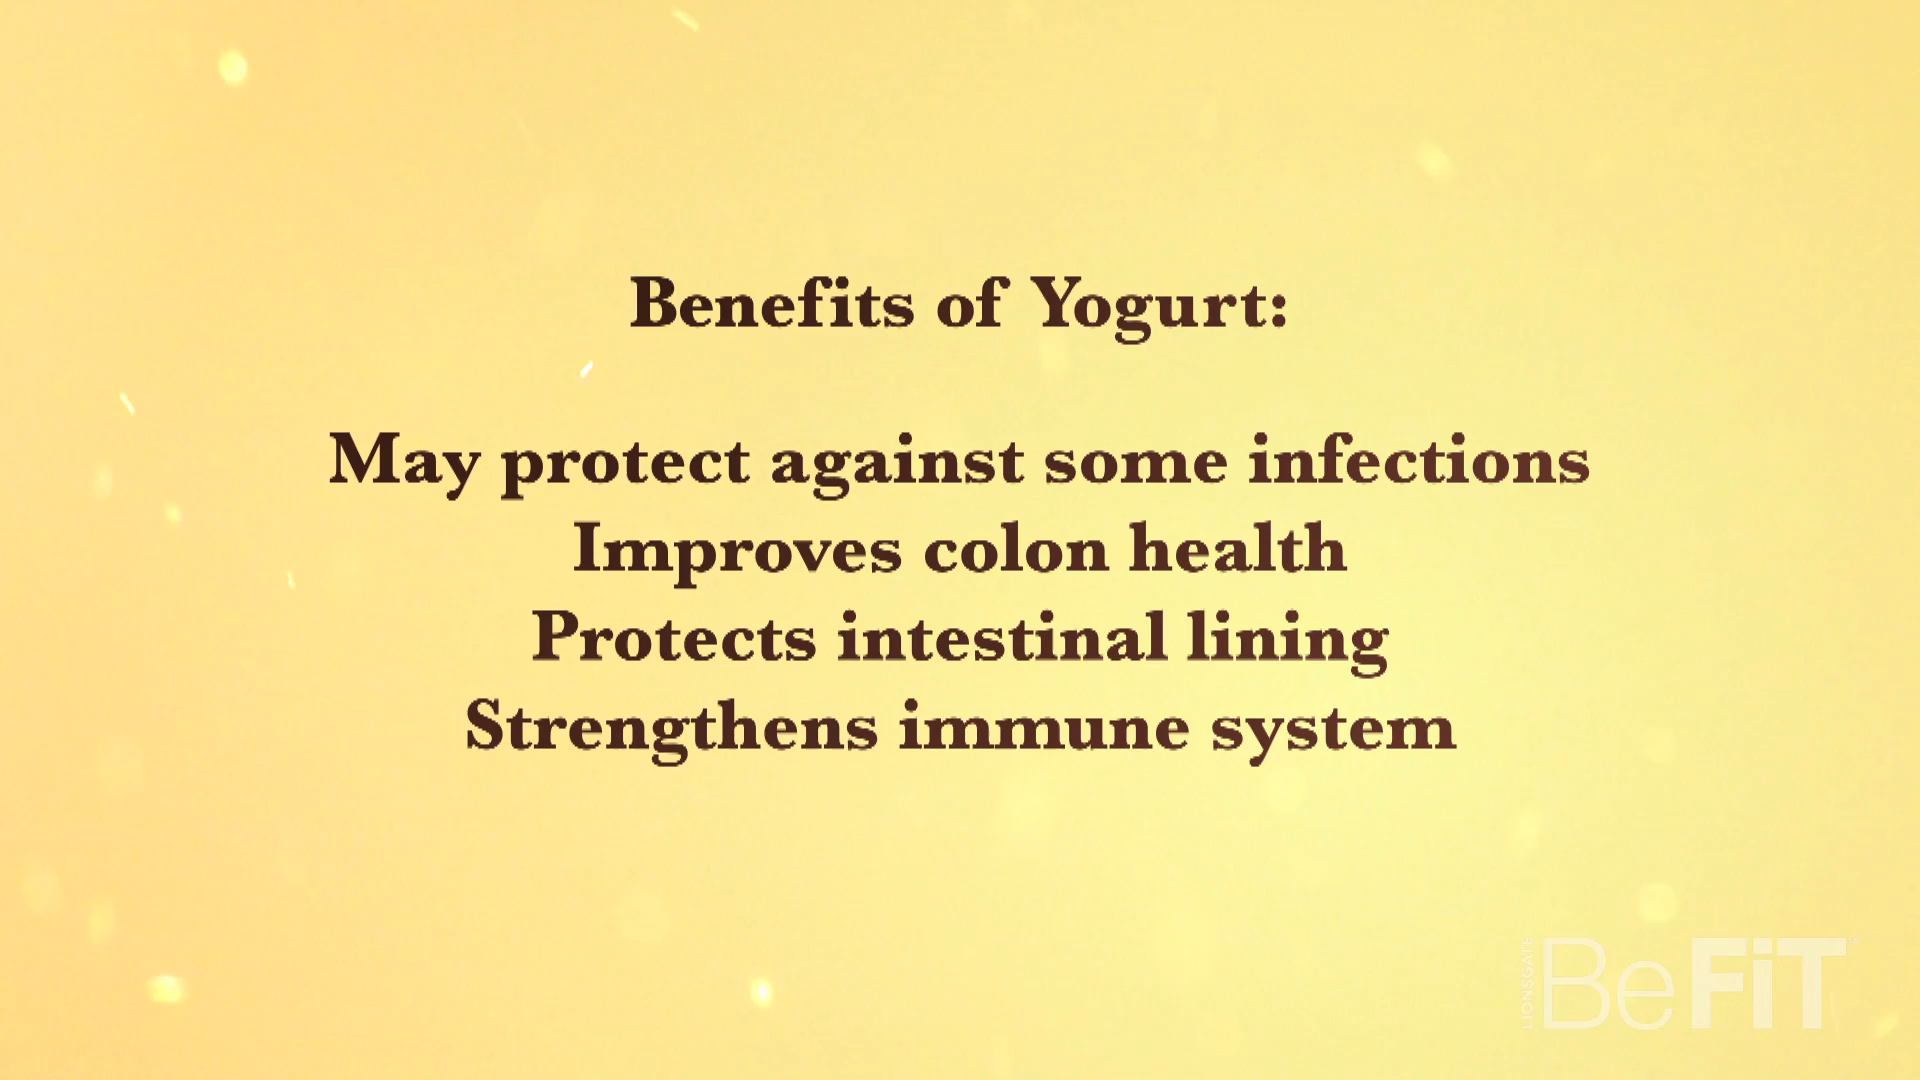 Benefits of Yogurt:
May protect against some infections
Improves colon health
Protects intestinal lining
Strengthens immune system
LIONSGATE
BeFiT